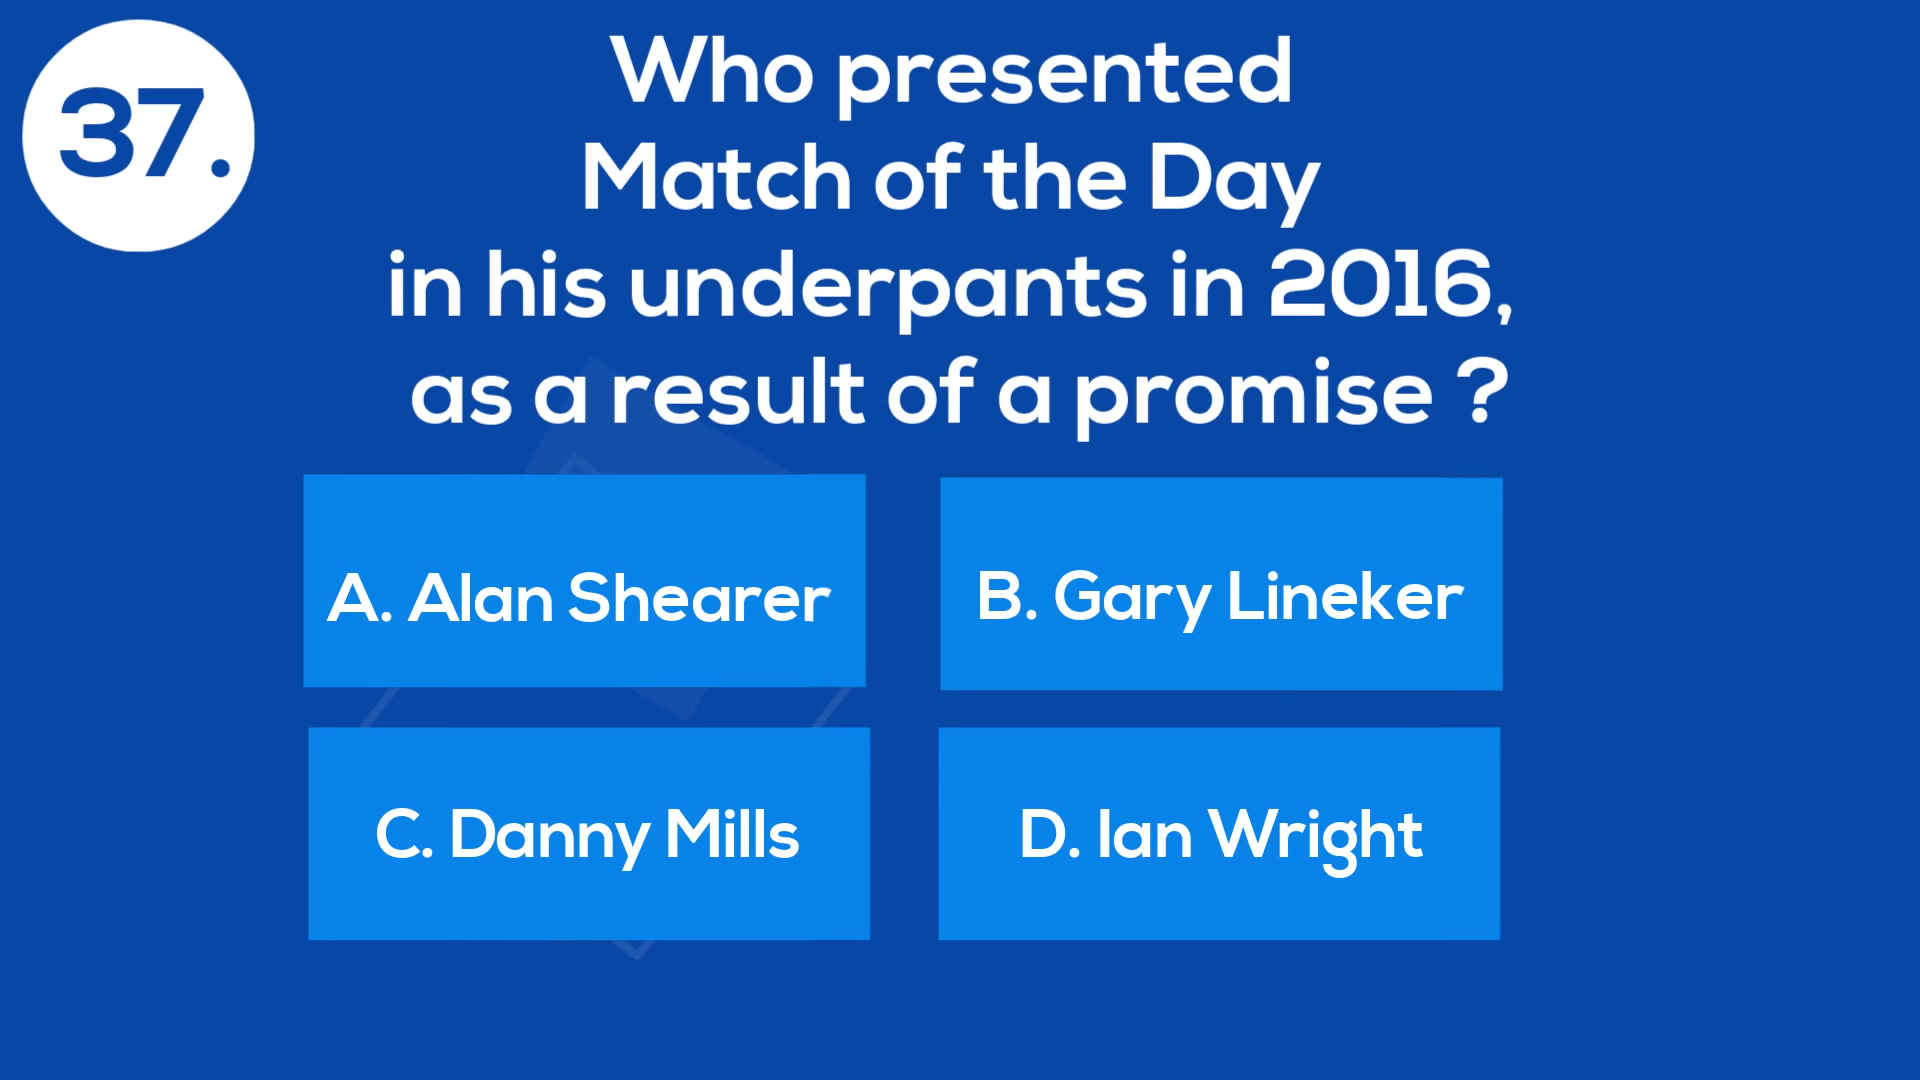 37.
Who presented
Match of the Day
in his underpants in 2016,
as a result of a promise ?
A. Alan Shearer
B. Gary Lineker
C. Danny Mills
D. Ian Wright